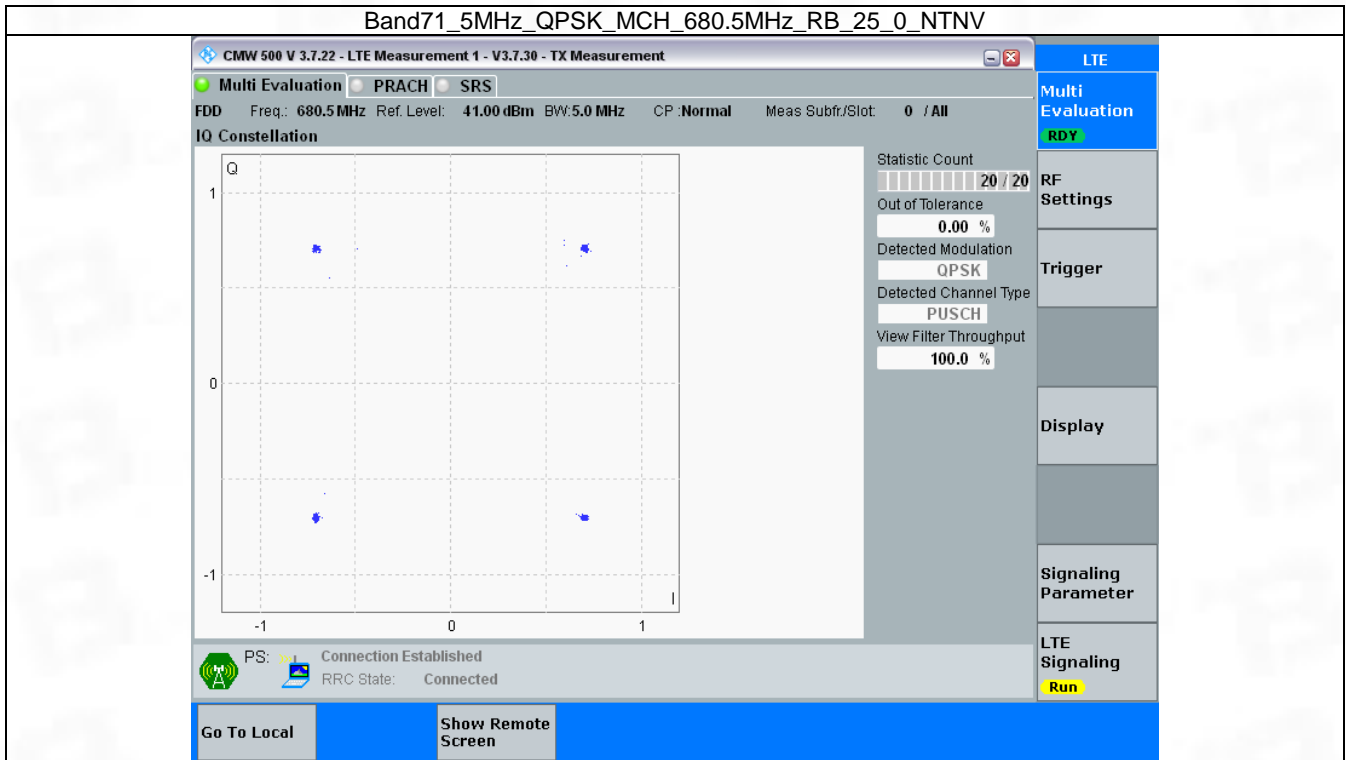 Band71_5MHz_QPSK_MCH_680.5MHz_RB_25_0_NTNV
CMW 500 V 3.7.22 - LTE Measurement 1 - V3.7.30 - TX Measurement
LTE
Multi Evaluation PRACH SRS
Multi
Evaluation
RDY
FDD Freq.: 680.5 MHz Ref. Level: 41.00 dBm BW:5.0 MHz CP :Normal Meas Subfr./Slot: 0 / All
IQ Constellation
Q
1
0
-1
-1
0
1
I
Statistic Count
20 / 20
Out of Tolerance
0.00 %
Detected Modulation
QPSK
Detected Channel Type
PUSCH
View Filter Throughput
100.0 %
RF
Settings
Trigger
Display
Signaling
Parameter
LTE
Signaling
Run
PS:
Connection Established
RRC State: Connected
Go To Local
Show Remote
Screen